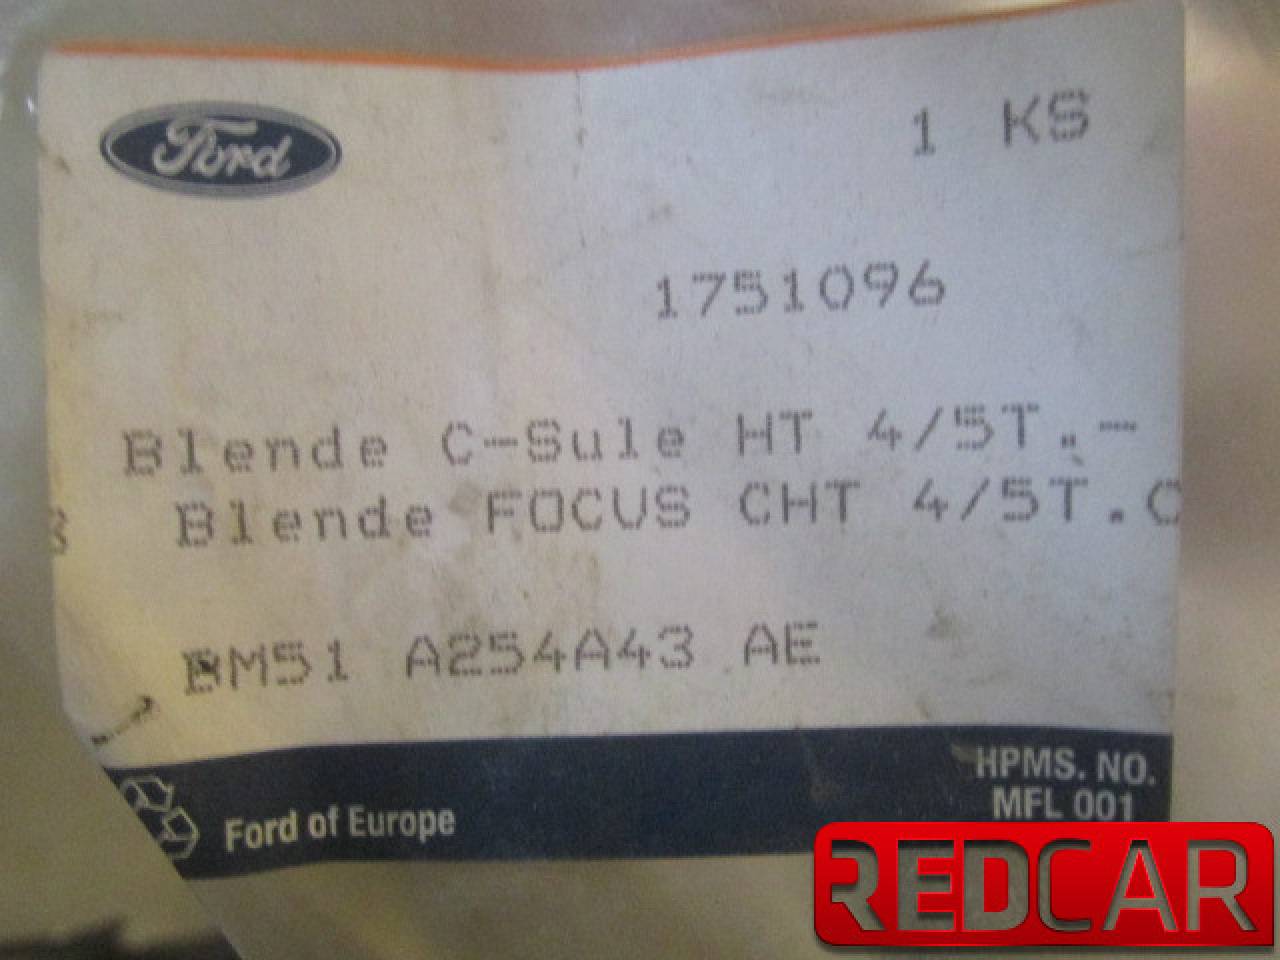 Ford
1 KS
1751096
Blende C-Sule HT 4/5T.-
Blende FOCUS CHT 4/5T.C
BM51 A254A43 AE
HPMS. NO.
MFL 001
Ford of Europe
REDCAR